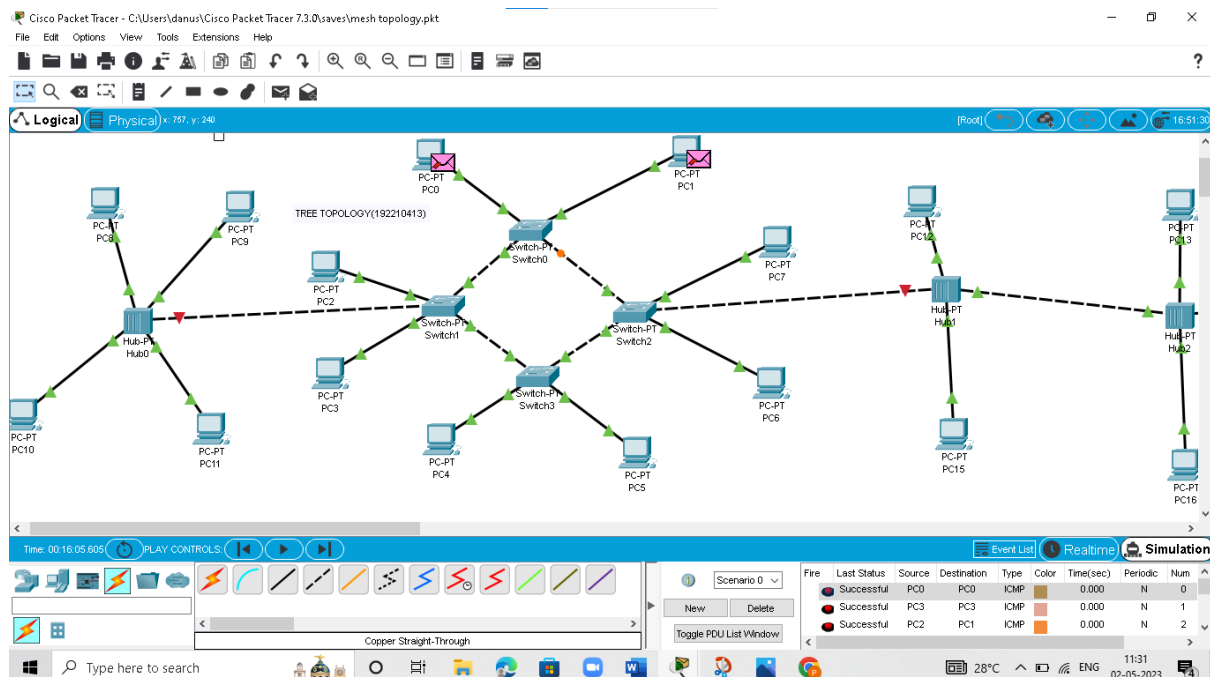 Cisco Packet Tracer - C:\Users\danus\Cisco Packet Tracer 7.3.0\saves\mesh topology.pkt
File Edit Options View Tools Extensions Help
?
Logical Physical x: 757, y: 240 [Root] 16:51:30
PC-PT
PC0
PC-PT
PC1
TREE TOPOLOGY(192210413)
PC-PT
PC8
PC-PT
PC9
PC-PT
PC12
PC-PT
PC13
Switch-PT
Switch0
PC-PT
PC7
PC-PT
PC2
Switch-PT
Switch1
Switch-PT
Switch2
Hub-PT
Hub1
Hub-PT
Hub2
Hub-PT
Hub0
PC-PT
PC3
Switch-PT
Switch3
PC-PT
PC6
PC-PT
PC10
PC-PT
PC11
PC-PT
PC4
PC-PT
PC5
PC-PT
PC15
PC-PT
PC16
Time: 00:16:05.605 PLAY CONTROLS: Event List Realtime Simulation
Scenario 0
New Delete
Toggle PDU List Window
Fire Last Status Source Destination Type Color Time(sec) Periodic Num
Successful PC0 PC0 ICMP 0.000 N 0
Successful PC3 PC3 ICMP 0.000 N 1
Successful PC2 PC1 ICMP 0.000 N 2
Copper Straight-Through
Type here to search
28°C ENG
11:31
02-05-2023
4